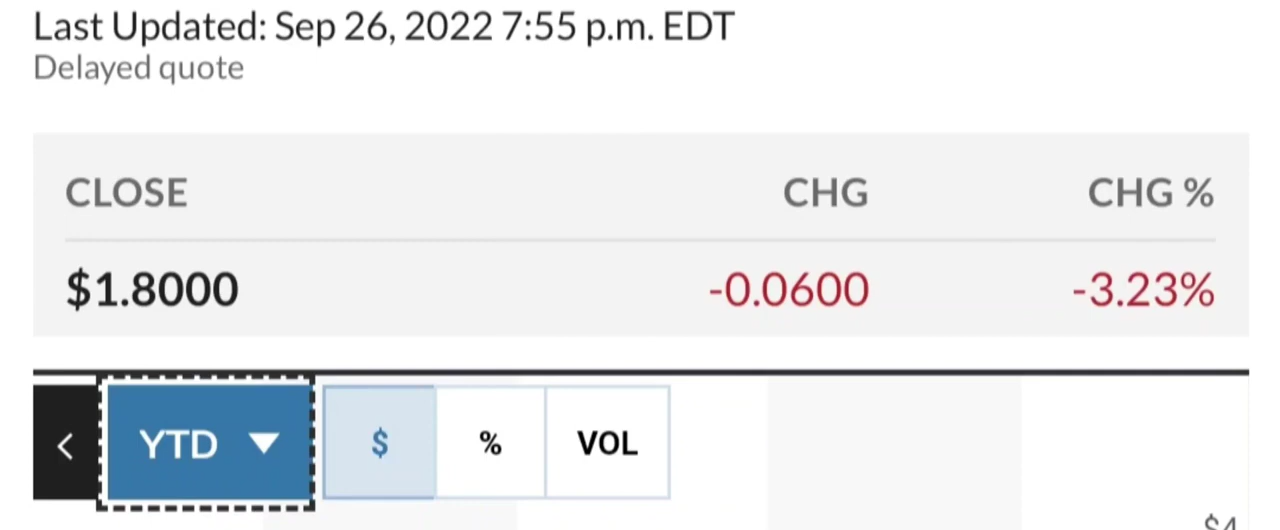 Last Updated: Sep 26, 2022 7:55 p.m. EDT
Delayed quote
CLOSE CHG CHG %
$1.8000 -0.0600 -3.23%
< YTD ▼ $ % VOL